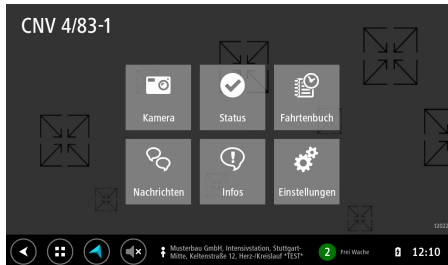 CNV 4/83-1
Kamera
Status
Fahrtenbuch
Nachrichten
Infos
Einstellungen
12022
Musterbau GmbH, Intensivstation, Stuttgart-
Mitte, Keltenstraße 12, Herz-/Kreislauf *TEST*
2
Frei Wache
12:10